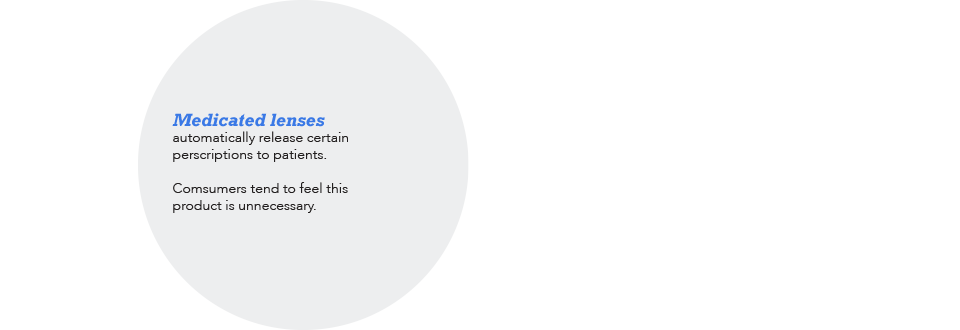 Medicated lenses
automatically release certain
perscriptions to patients.
Comsumers tend to feel this
product is unnecessary.